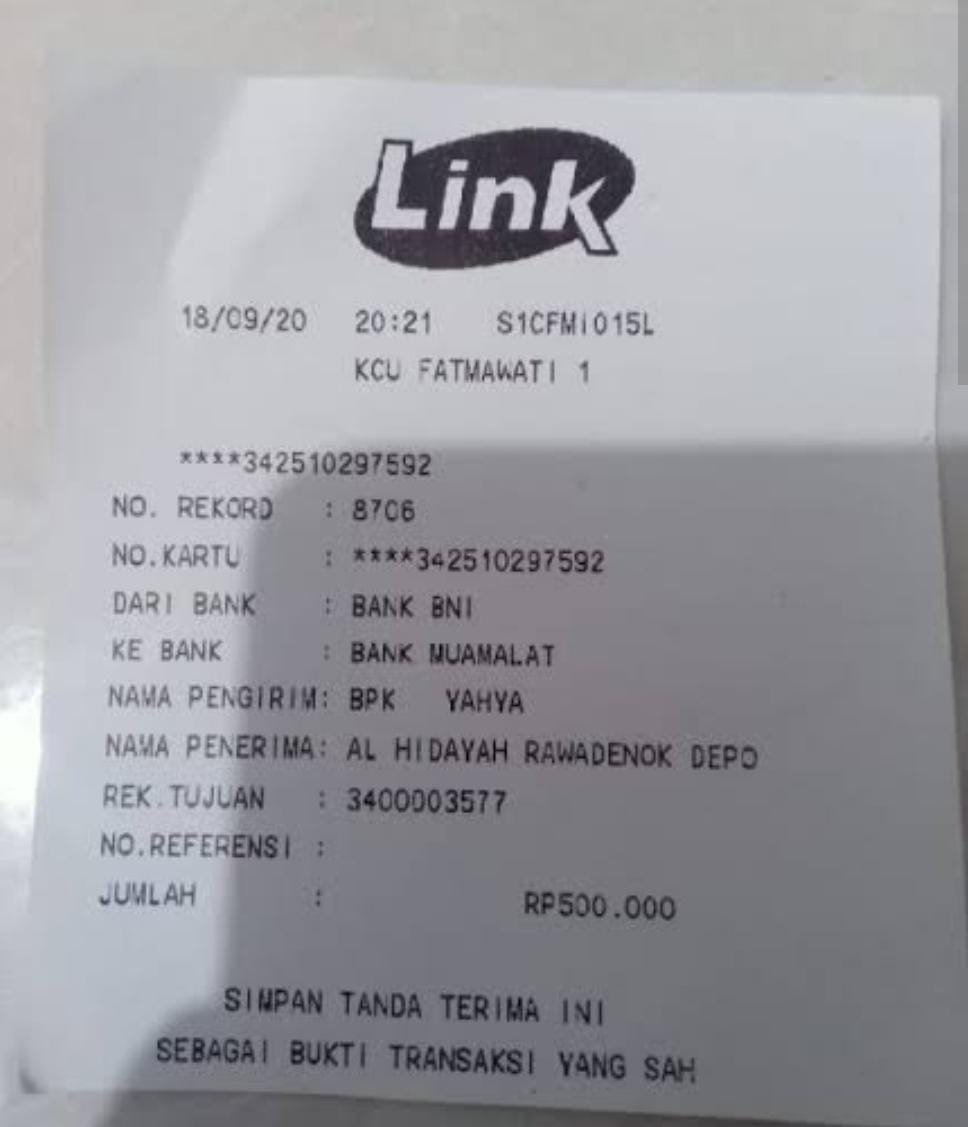 Link
18/09/20 20:21 S1CFMI015L
KCU FATMAWATI 1
****342510297592
NO. REKORD : 8706
NO.KARTU : ****342510297592
DARI BANK : BANK BNI
KE BANK : BANK MUAMALAT
NAMA PENGIRIM: BPK YAHYA
NAMA PENERIMA: AL HIDAYAH RAWADENOK DEPO
REK.TUJUAN : 3400003577
NO.REFERENSI :
JUMLAH : RP500.000
SIMPAN TANDA TERIMA INI
SEBAGAI BUKTI TRANSAKSI YANG SAH